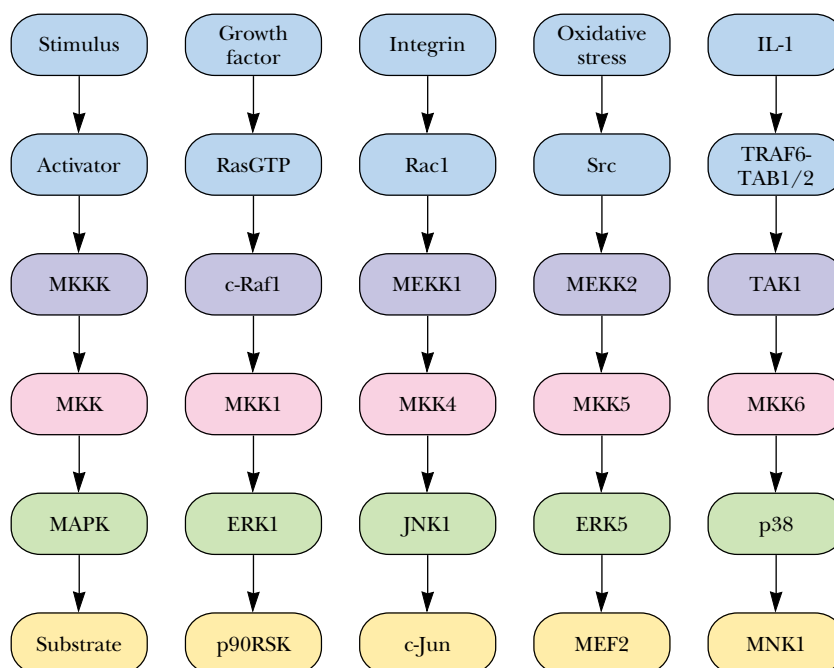 Stimulus
Growth
factor
Integrin
Oxidative
stress
IL-1
Activator
RasGTP
Rac1
Src
TRAF6-
TAB1/2
MKKK
c-Raf1
MEKK1
MEKK2
TAK1
MKK
MKK1
MKK4
MKK5
MKK6
MAPK
ERK1
JNK1
ERK5
p38
Substrate
p90RSK
c-Jun
MEF2
MNK1